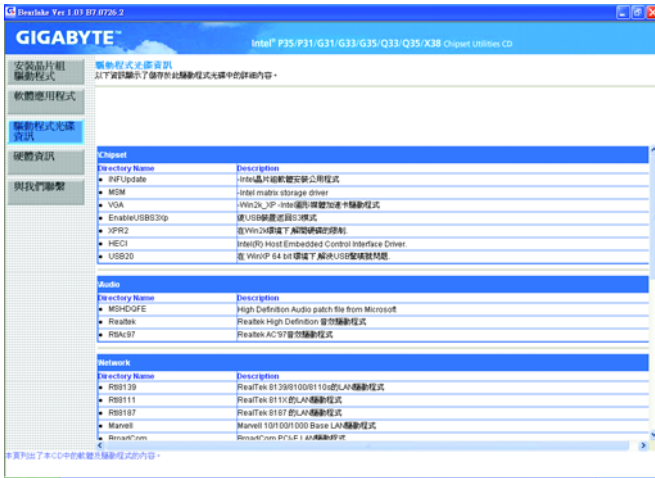 Bearlake Ver 1.03 B7.0726.2
GIGABYTE™
Intel® P35/P31/G31/G33/G35/Q33/Q35/X38 Chipset Utilities CD
安裝晶片組
驅動程式
軟體應用程式
驅動程式光碟
資訊
硬體資訊
與我們聯繫
驅動程式光碟資訊
以下資訊顯示了儲存於此驅動程式光碟中的詳細內容。
\Chipset
Directory Name Description
• INFUpdate -Intel晶片組軟體安裝公用程式
• MSM -Intel matrix storage driver
• VGA -Win2k_XP -Intel圖形媒體加速卡驅動程式
• EnableUSBS3Xp 使USB裝置返回S3模式
• XPR2 在Win2k環境下,解開硬碟的限制.
• HECI Intel(R) Host Embedded Control Interface Driver.
• USB20 在 WinXP 64 bit 環境下,解決USB驚嘆號問題.
\Audio
Directory Name Description
• MSHDQFE High Definition Audio patch file from Microsoft
• Realtek Realtek High Definition 音效驅動程式
• RtlAc97 Realtek AC'97音效驅動程式
\Network
Directory Name Description
• Rtl8139 RealTek 8139/8100/8110s的LAN驅動程式
• Rtl8111 RealTek 811X 的LAN驅動程式
• Rtl8187 RealTek 8187 的LAN驅動程式
• Marvell Marvell 10/100/1000 Base LAN驅動程式
• BroadCom BroadCom PCI-E LAN驅動程式
本頁列出了本CD中的軟體及驅動程式的內容。